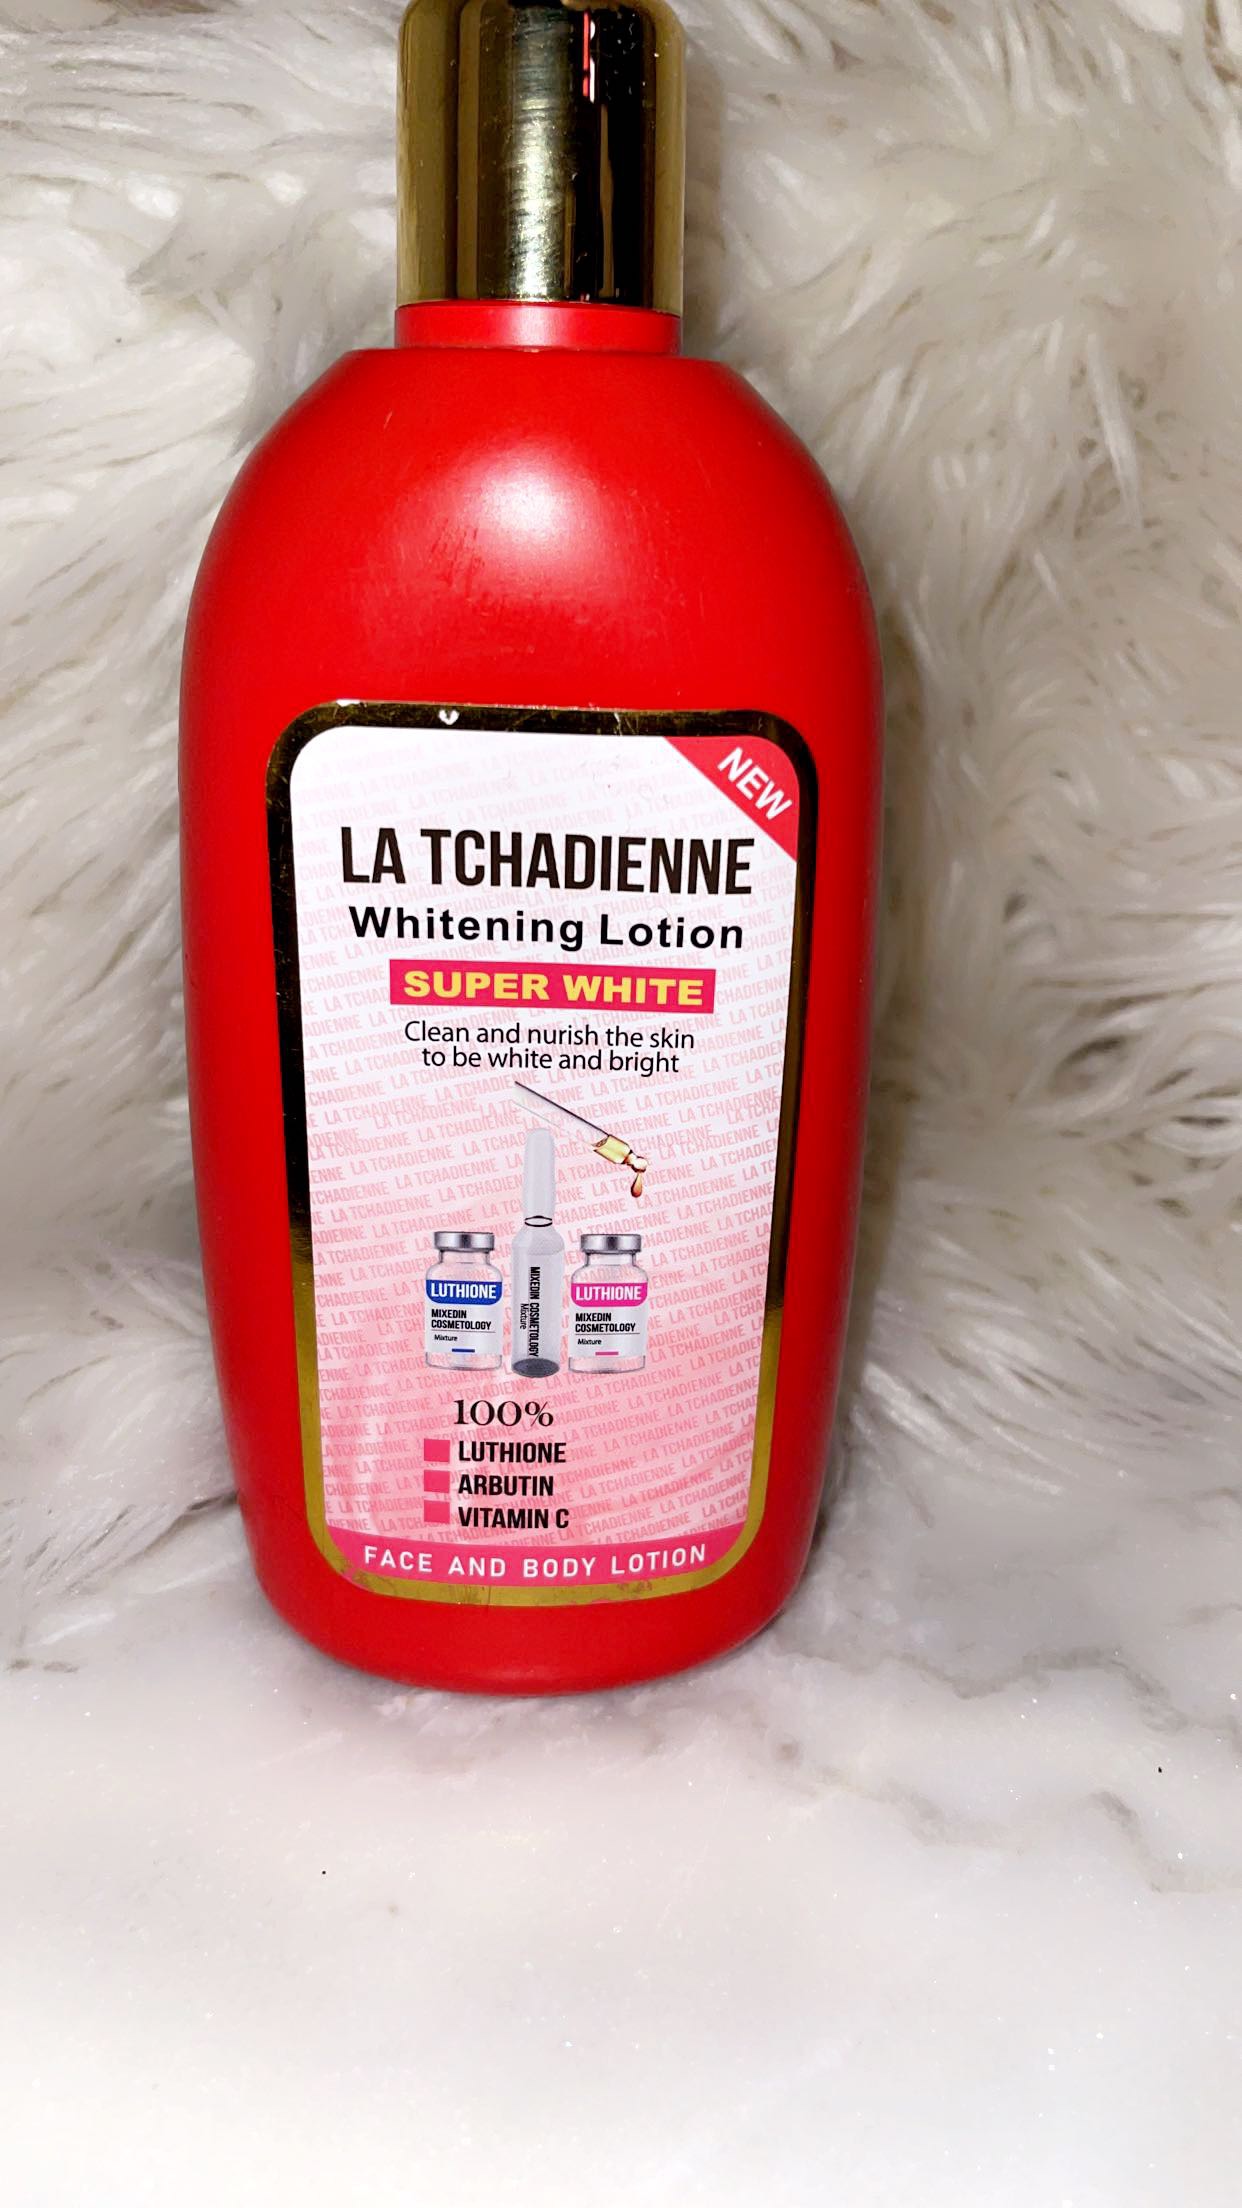 NEW
LA TCHADIENNE
Whitening Lotion
SUPER WHITE
Clean and nurish the skin
to be white and bright
LUTHIONE
MIXEDIN
COSMETOLOGY
Mixture
MIXEDIN COSMETOLOGY
Mixture
LUTHIONE
MIXEDIN
COSMETOLOGY
Mixture
100%
LUTHIONE
ARBUTIN
VITAMIN C
FACE AND BODY LOTION